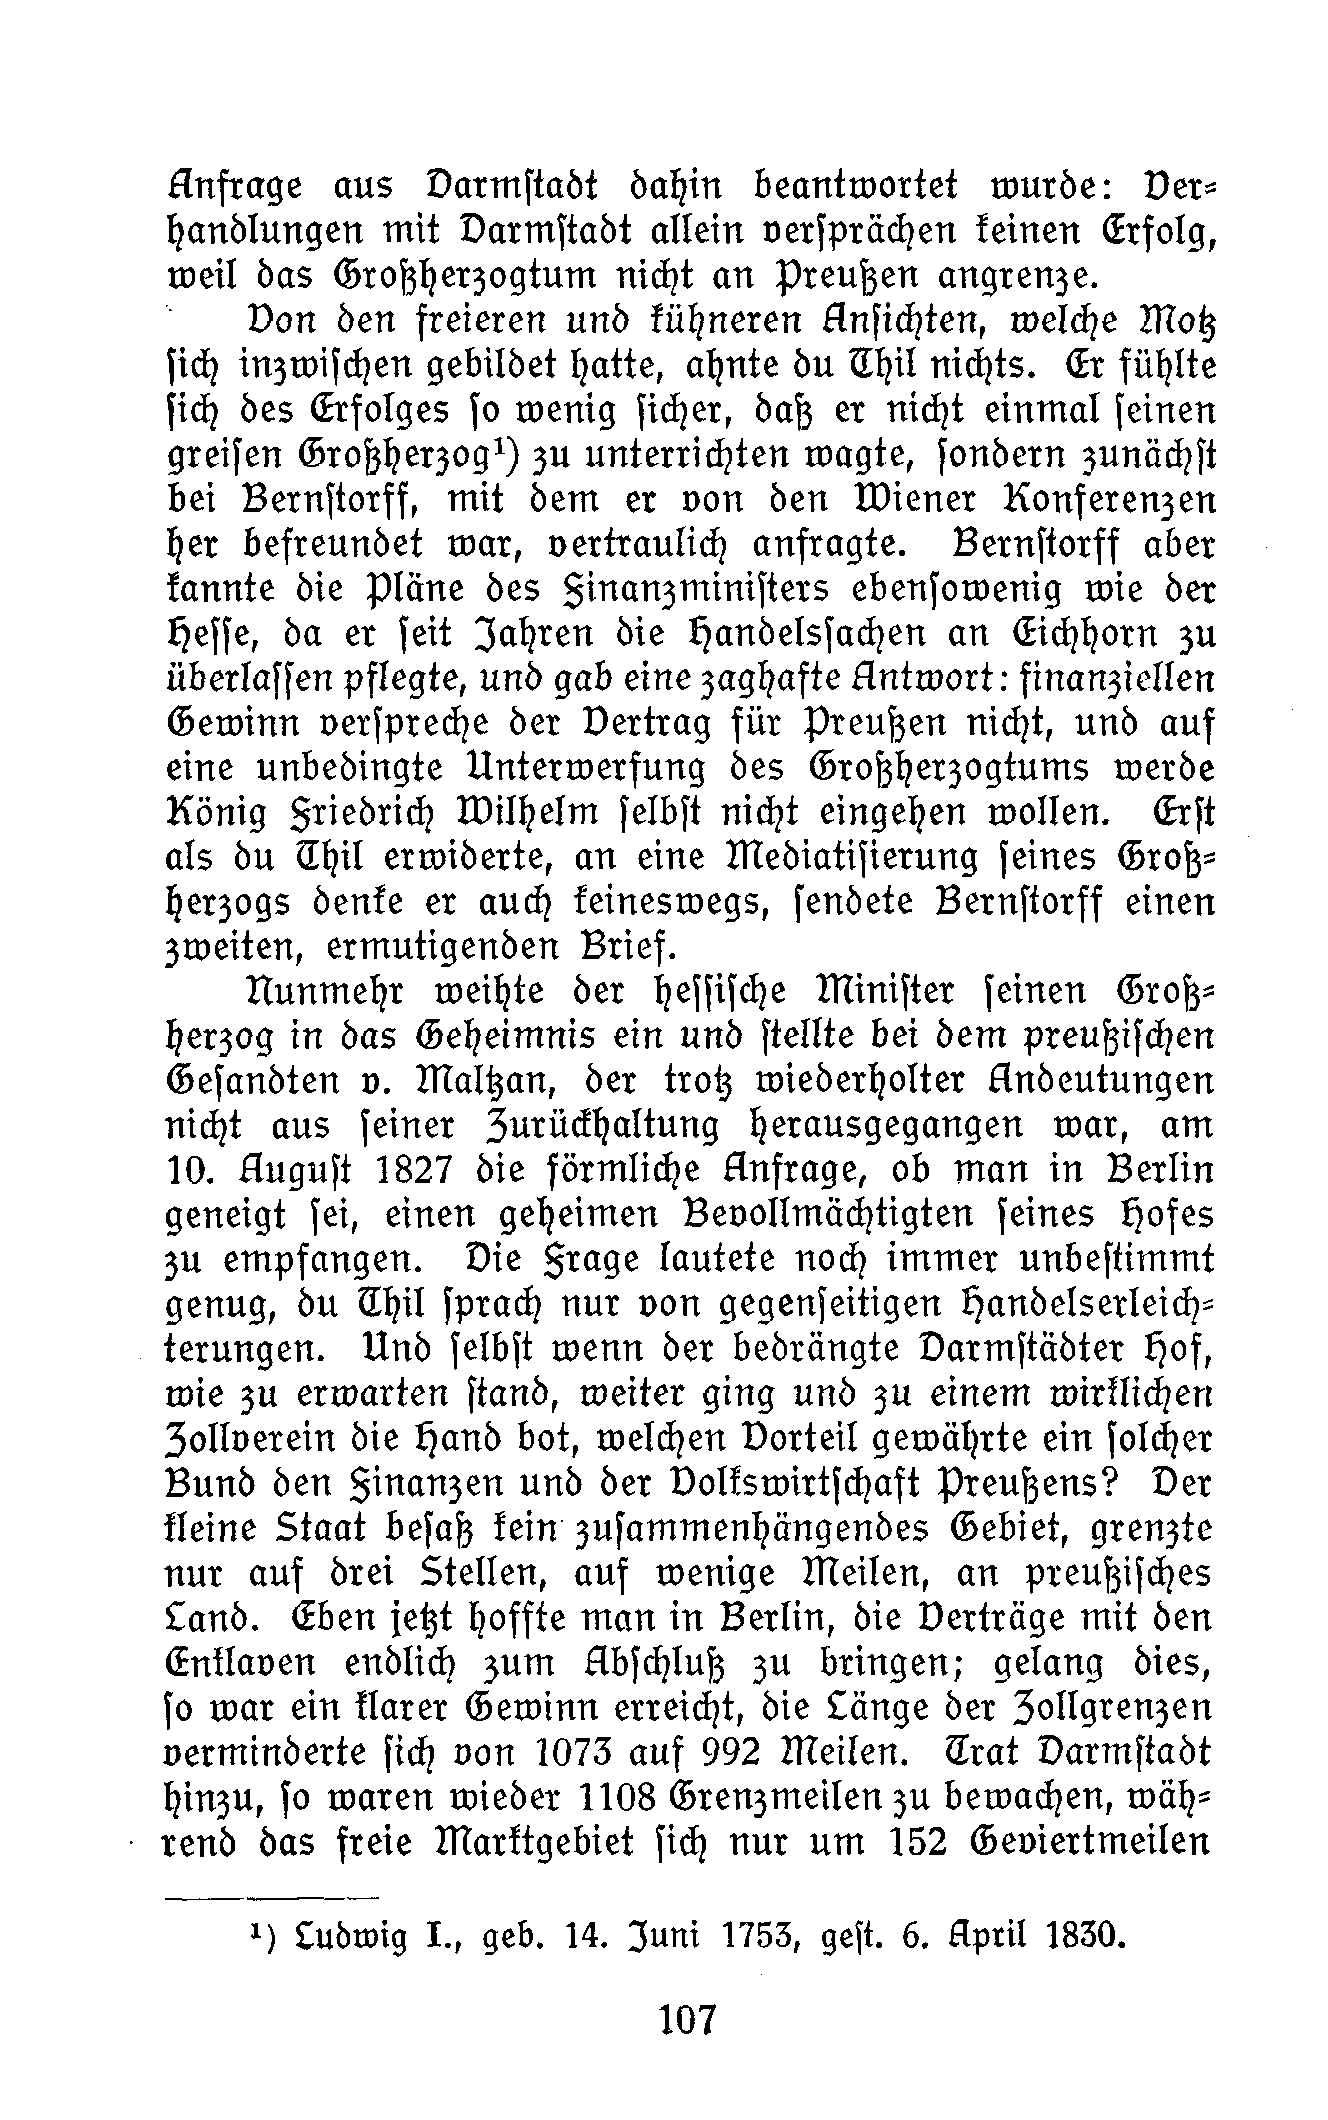 Anfrage aus Darmſtadt dahin beantwortet wurde: Ver⸗
handlungen mit Darmſtadt allein verſprächen keinen Erfolg,
weil das Großherzogtum nicht an Preußen angrenze.
Von den freieren und kühneren Anſichten, welche Motz
ſich inzwiſchen gebildet hatte, ahnte du Thil nichts. Er fühlte
ſich des Erfolges ſo wenig ſicher, daß er nicht einmal ſeinen
greiſen Großherzog¹) zu unterrichten wagte, ſondern zunächſt
bei Bernſtorff, mit dem er von den Wiener Konferenzen
her befreundet war, vertraulich anfragte. Bernſtorff aber
kannte die Pläne des Finanzminiſters ebenſowenig wie der
Heſſe, da er ſeit Jahren die Handelsſachen an Eichhorn zu
überlaſſen pflegte, und gab eine zaghafte Antwort: finanziellen
Gewinn verſpreche der Vertrag für Preußen nicht, und auf
eine unbedingte Unterwerfung des Großherzogtums werde
König Friedrich Wilhelm ſelbſt nicht eingehen wollen. Erſt
als du Thil erwiderte, an eine Mediatiſierung ſeines Groß⸗
herzogs denke er auch keineswegs, ſendete Bernſtorff einen
zweiten, ermutigenden Brief.
Nunmehr weihte der heſſiſche Miniſter ſeinen Groß⸗
herzog in das Geheimnis ein und ſtellte bei dem preußiſchen
Geſandten v. Maltzan, der trotz wiederholter Andeutungen
nicht aus ſeiner Zurückhaltung herausgegangen war, am
10. Auguſt 1827 die förmliche Anfrage, ob man in Berlin
geneigt ſei, einen geheimen Bevollmächtigten ſeines Hofes
zu empfangen. Die Frage lautete noch immer unbeſtimmt
genug, du Thil ſprach nur von gegenſeitigen Handelserleich⸗
terungen. Und ſelbſt wenn der bedrängte Darmſtädter Hof,
wie zu erwarten ſtand, weiter ging und zu einem wirklichen
Zollverein die Hand bot, welchen Vorteil gewährte ein ſolcher
Bund den Finanzen und der Volkswirtſchaft Preußens? Der
kleine Staat beſaß kein zuſammenhängendes Gebiet, grenzte
nur auf drei Stellen, auf wenige Meilen, an preußiſches
Land. Eben jetzt hoffte man in Berlin, die Verträge mit den
Enklaven endlich zum Abſchluß zu bringen; gelang dies,
ſo war ein klarer Gewinn erreicht, die Länge der Zollgrenzen
verminderte ſich von 1073 auf 992 Meilen. Trat Darmſtadt
hinzu, ſo waren wieder 1108 Grenzmeilen zu bewachen, wäh⸗
rend das freie Marktgebiet ſich nur um 152 Geviertmeilen
¹) Ludwig I., geb. 14. Juni 1753, geſt. 6. April 1830.
107